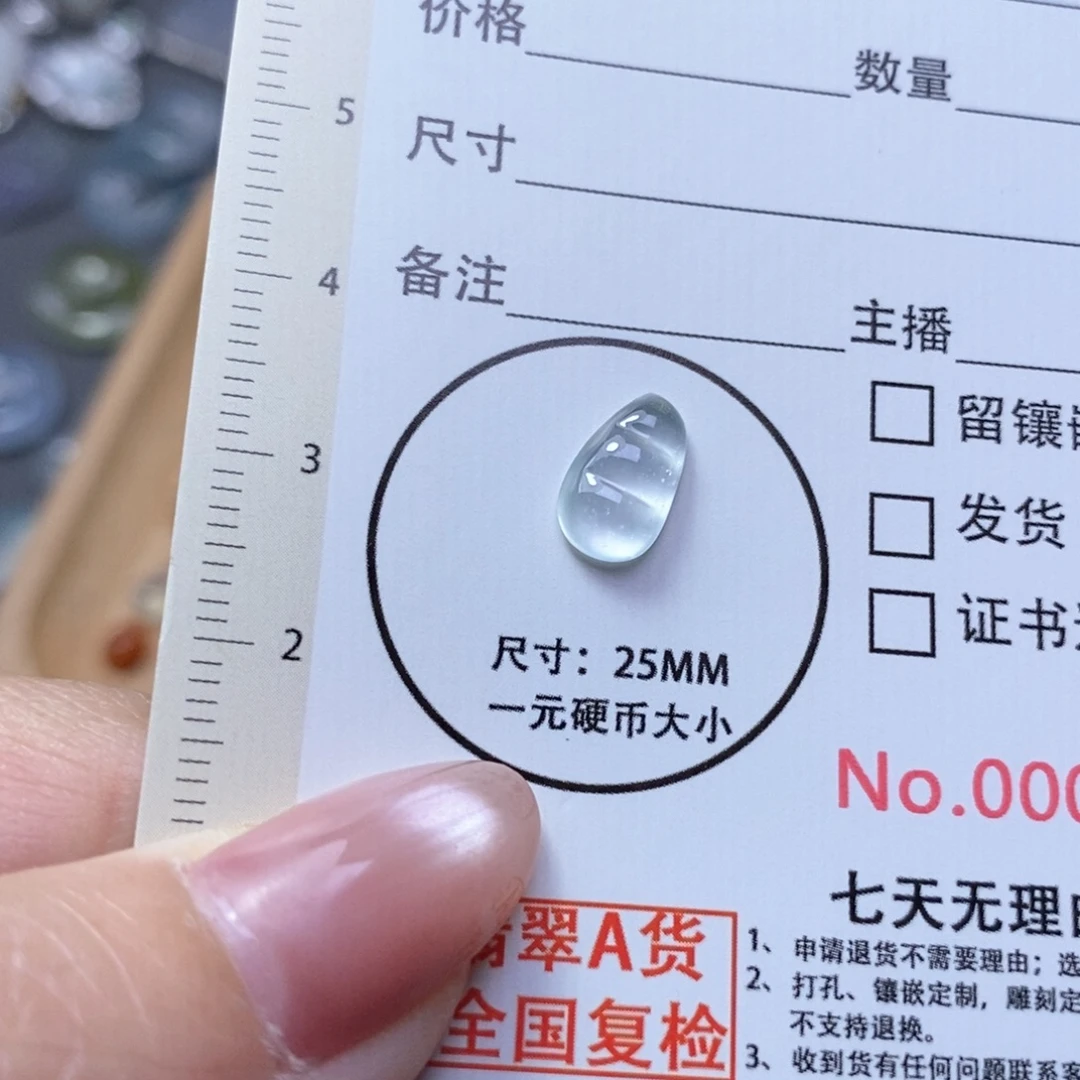 价格
数量
5
尺寸
4
备注
主播
留镶
3
发货
证书
2
尺寸：25MM
一元硬币大小
No.000
七天无理由
翠A货
全国复检
1、申请退货不需要理由；选
2、打孔、镶嵌定制，雕刻定
不支持退换。
3、收到货有任何问题联系客